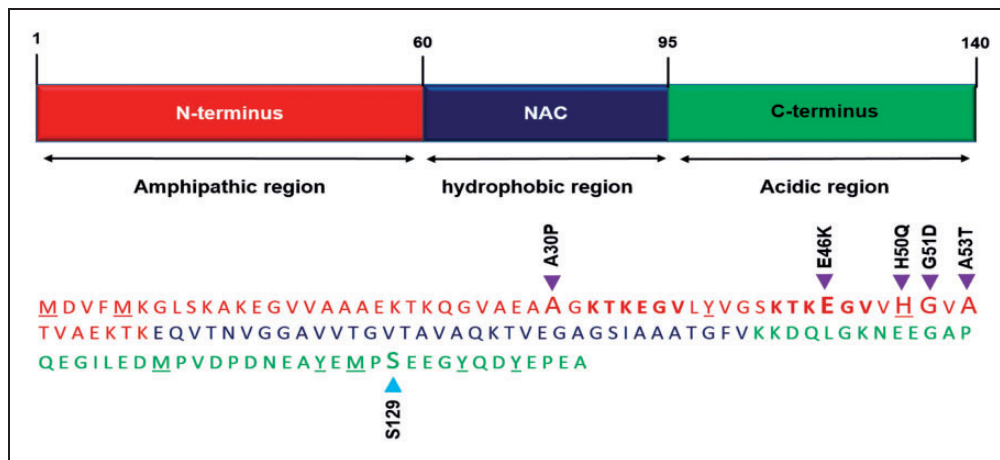 1 60 95 140
N-terminus NAC C-terminus
Amphipathic region hydrophobic region Acidic region
A30P E46K H50Q G51D A53T
MDVFMKGLSKAKEGVVAAAEKTKQGVAEAAGKTKEGVLYVGSKTKEGVVHGVA
TVAEKTKEQVTNVGGAVVTGVTAVAQKTVEGAGSIAAATGFVKKDQLGKNEEGAP
QEGILEDMPVDPDNEAYEMPSEEGYQDYEPEA
S129